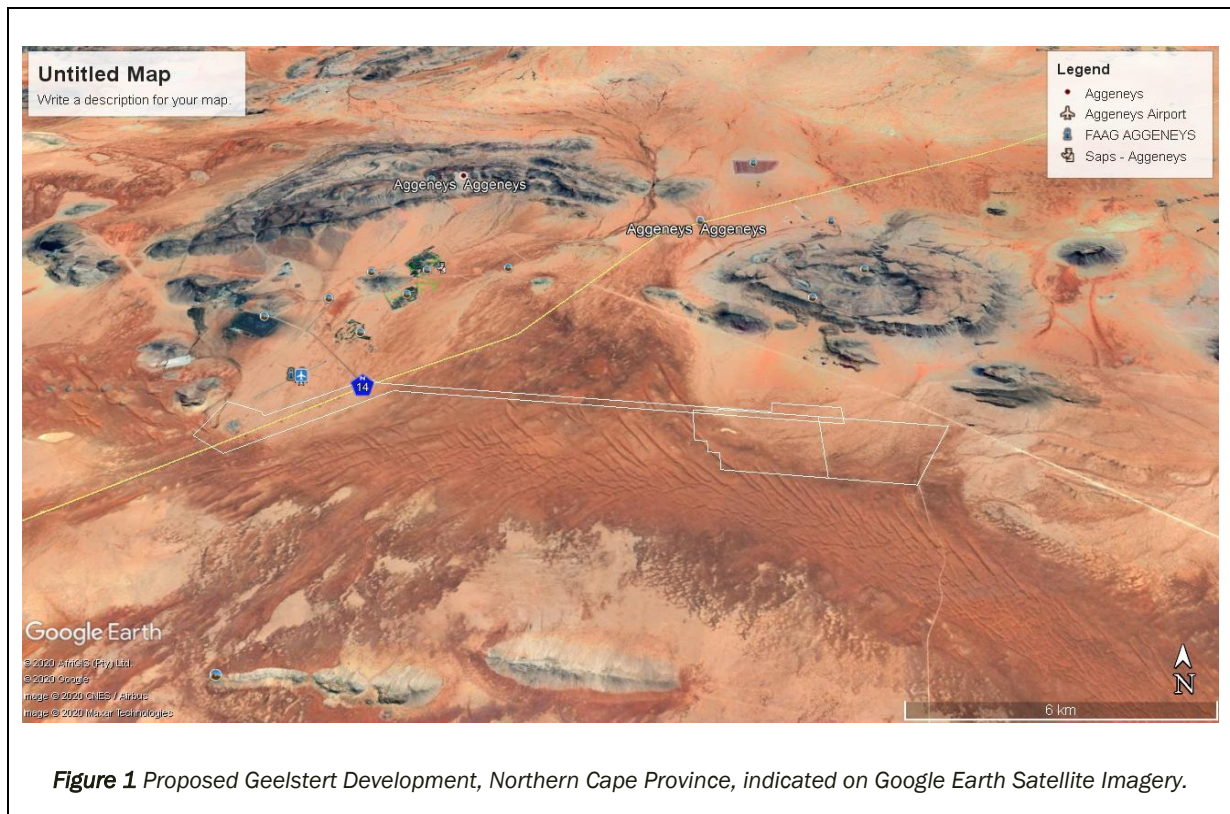 Untitled Map
Write a description for your map.
Legend
Aggeneys
Aggeneys Airport
FAAG AGGENEYS
Saps - Aggeneys
Aggeneys Aggeneys
Aggeneys Aggeneys
N
14
Google Earth
© 2020 AfriGIS (Pty) Ltd.
© 2020 Google
Image © 2020 CNES / Airbus
Image © 2020 Maxar Technologies
N
6 km
Figure 1 Proposed Geelstert Development, Northern Cape Province, indicated on Google Earth Satellite Imagery.